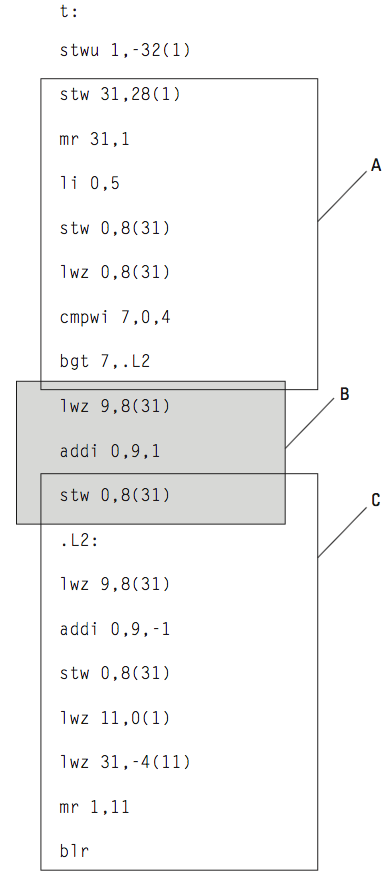 t:
stwu 1,-32(1)
stw 31,28(1)
mr 31,1
A
li 0,5
stw 0,8(31)
lwz 0,8(31)
cmpwi 7,0,4
bgt 7,.L2
B
lwz 9,8(31)
addi 0,9,1
stw 0,8(31)
C
.L2:
lwz 9,8(31)
addi 0,9,-1
stw 0,8(31)
lwz 11,0(1)
lwz 31,-4(11)
mr 1,11
blr